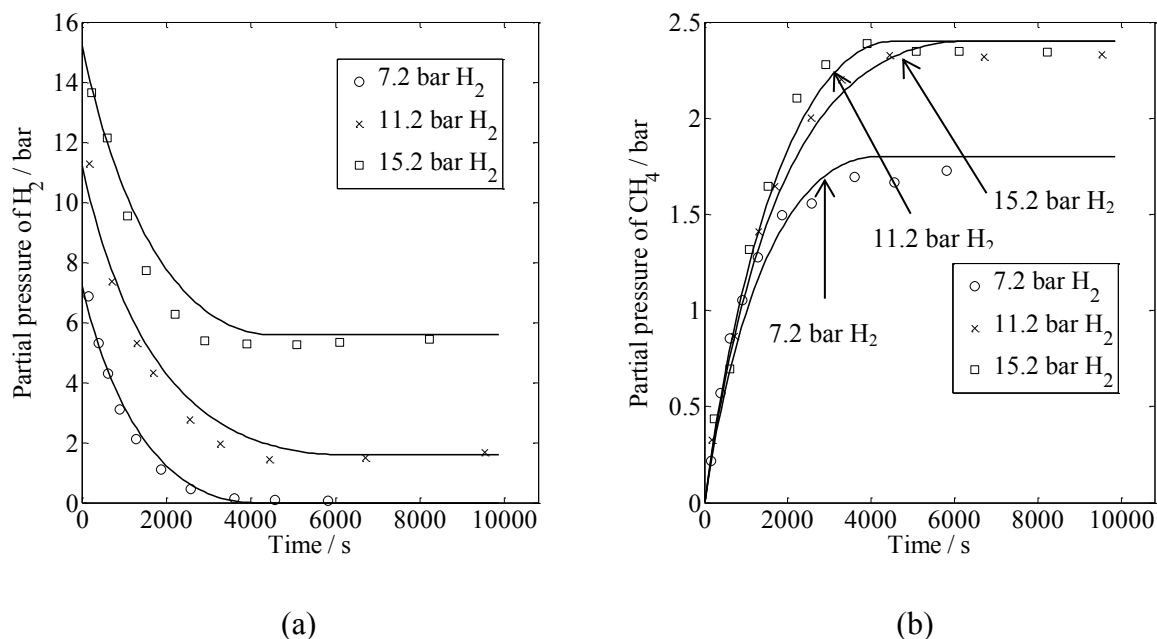 Partial pressure of H2 / bar
16
14
12
10
8
6
4
2
0
0 2000 4000 6000 8000 10000
Time / s
7.2 bar H2
11.2 bar H2
15.2 bar H2
(a)
Partial pressure of CH4 / bar
2.5
2
1.5
1
0.5
0
0 2000 4000 6000 8000 10000
Time / s
15.2 bar H2
11.2 bar H2
7.2 bar H2
7.2 bar H2
11.2 bar H2
15.2 bar H2
(b)